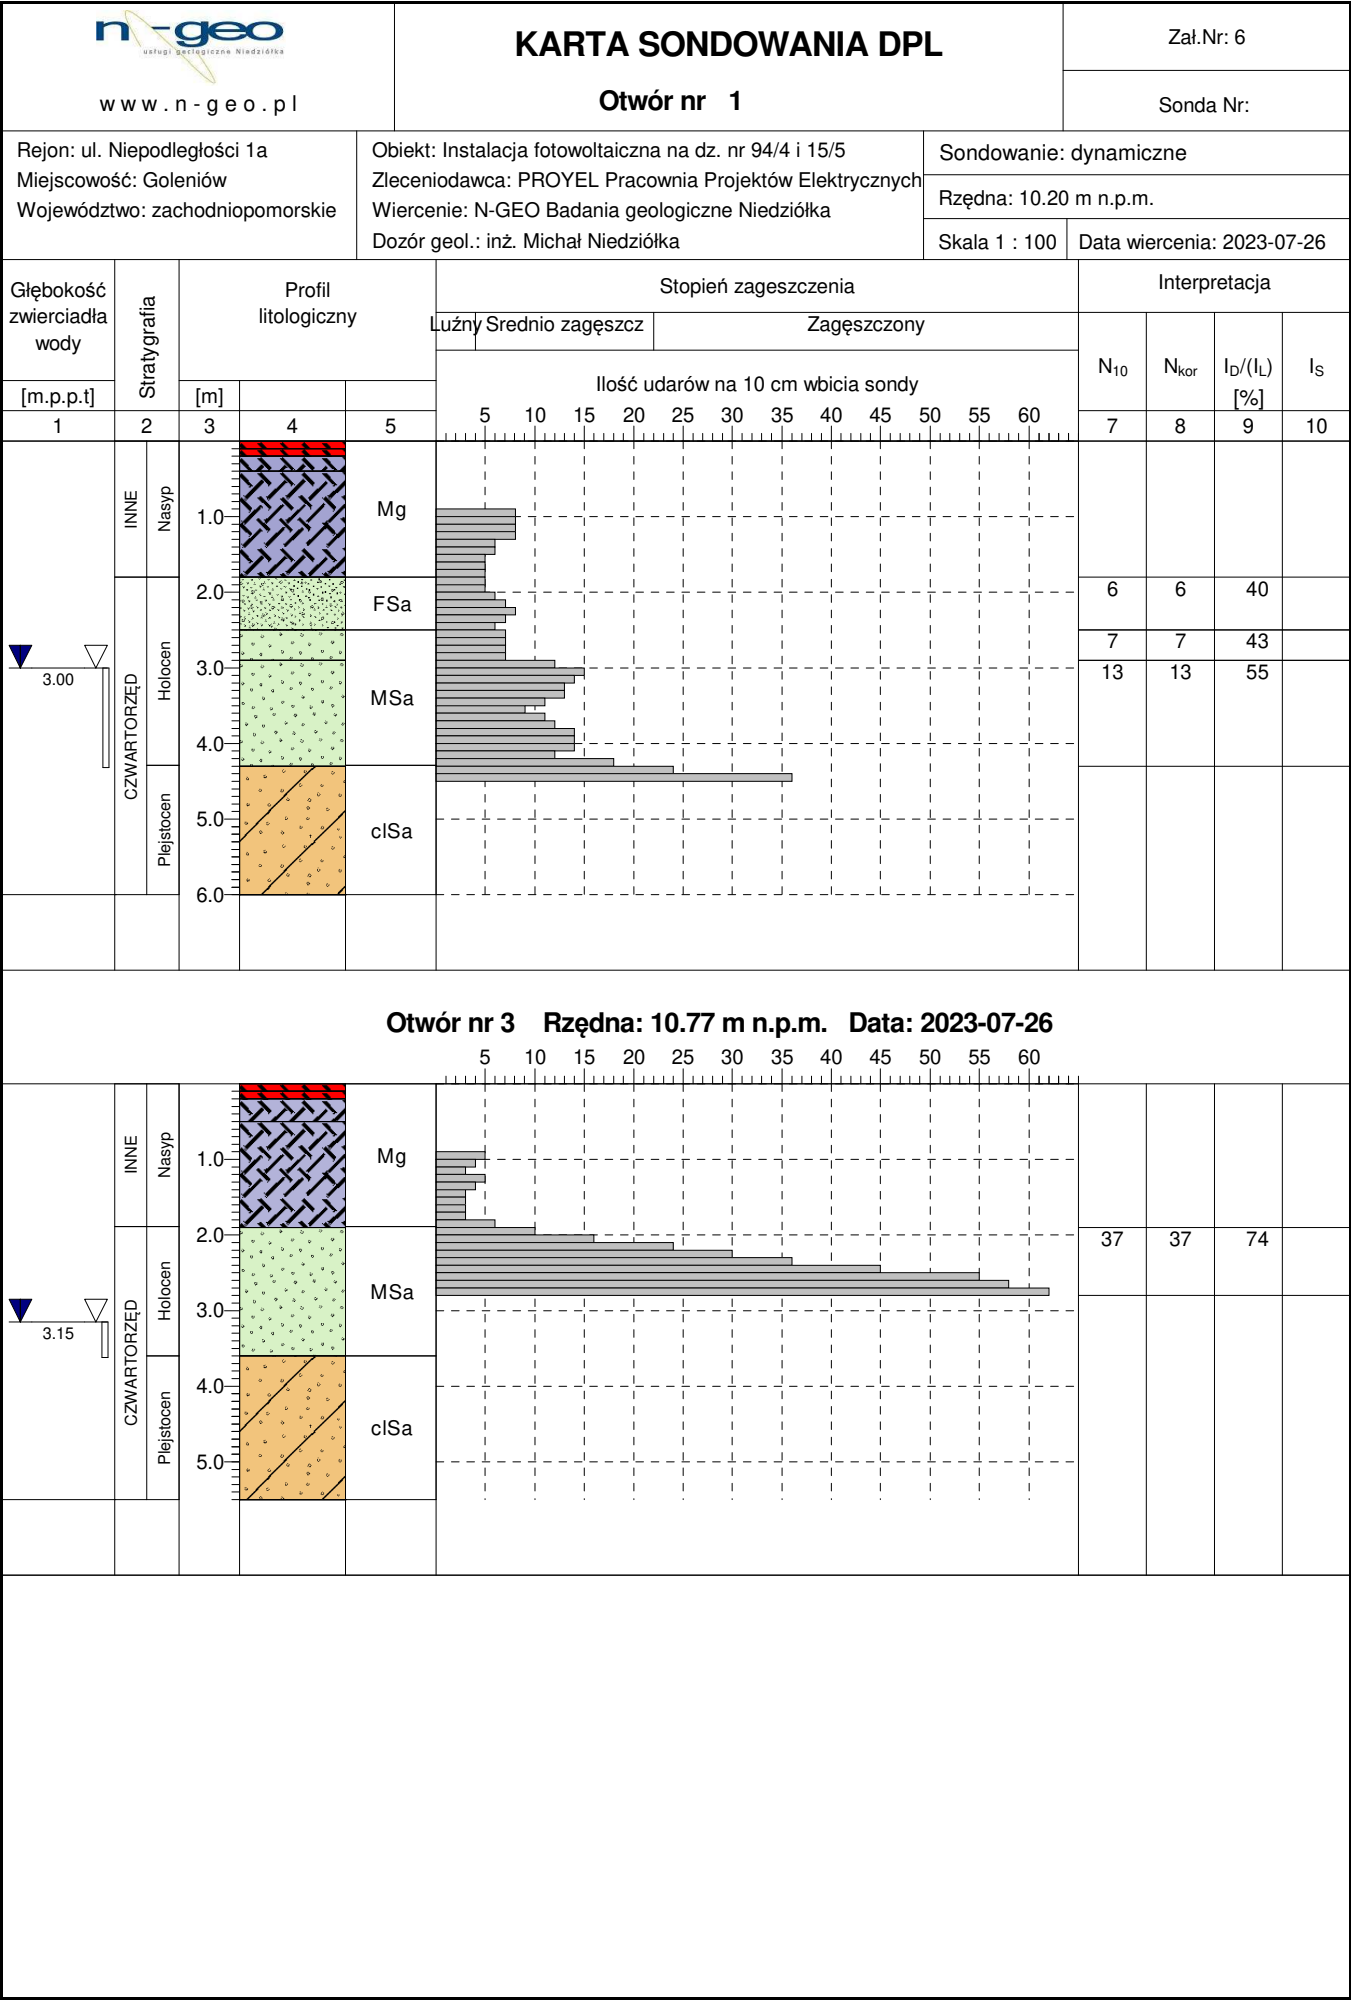 n-geo
usługi geologiczne Niedziółka
www.n-geo.pl
KARTA SONDOWANIA DPL
Otwór nr 1
Zał.Nr: 6
Sonda Nr:
Rejon: ul. Niepodległości 1a
Miejscowość: Goleniów
Województwo: zachodniopomorskie
Obiekt: Instalacja fotowoltaiczna na dz. nr 94/4 i 15/5
Zleceniodawca: PROYEL Pracownia Projektów Elektrycznych
Wiercenie: N-GEO Badania geologiczne Niedziółka
Dozór geol.: inż. Michał Niedziółka
Sondowanie: dynamiczne
Rzędna: 10.20 m n.p.m.
Skala 1 : 100 Data wiercenia: 2023-07-26
Głębokość
zwierciadła
wody
[m.p.p.t]
Stratygrafia
Profil
litologiczny
[m]
Stopień zageszczenia
Luźny Srednio zagęszcz Zagęszczony
Ilość udarów na 10 cm wbicia sondy
5 10 15 20 25 30 35 40 45 50 55 60
Interpretacja
N10 Nkor ID/(IL) IS
[%]
1 2 3 4 5 7 8 9 10
INNE
Nasyp
CZWARTORZĘD
Holocen
Plejstocen
3.00
1.0
2.0
3.0
4.0
5.0
6.0
Mg
FSa
MSa
clSa
6 6 40
7 7 43
13 13 55
Otwór nr 3 Rzędna: 10.77 m n.p.m. Data: 2023-07-26
5 10 15 20 25 30 35 40 45 50 55 60
INNE
Nasyp
CZWARTORZĘD
Holocen
Plejstocen
3.15
1.0
2.0
3.0
4.0
5.0
Mg
MSa
clSa
37 37 74